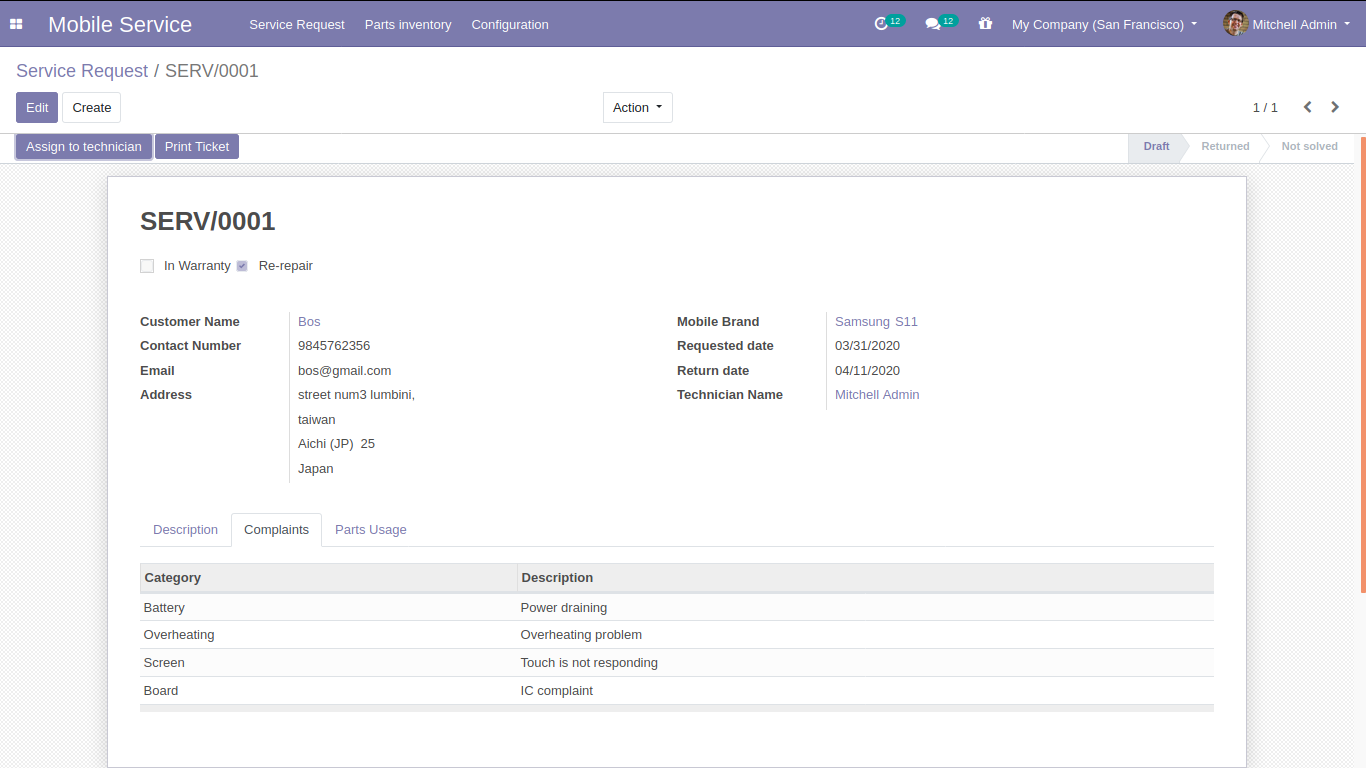 Mobile Service Service Request Parts inventory Configuration 12 12 My Company (San Francisco) Mitchell Admin
Service Request / SERV/0001
Edit Create Action 1 / 1
Assign to technician Print Ticket Draft Returned Not solved
SERV/0001
In Warranty Re-repair
Customer Name Bos Mobile Brand Samsung S11
Contact Number 9845762356 Requested date 03/31/2020
Email bos@gmail.com Return date 04/11/2020
Address street num3 lumbini, Technician Name Mitchell Admin
taiwan
Aichi (JP) 25
Japan
Description Complaints Parts Usage
Category Description
Battery Power draining
Overheating Overheating problem
Screen Touch is not responding
Board IC complaint